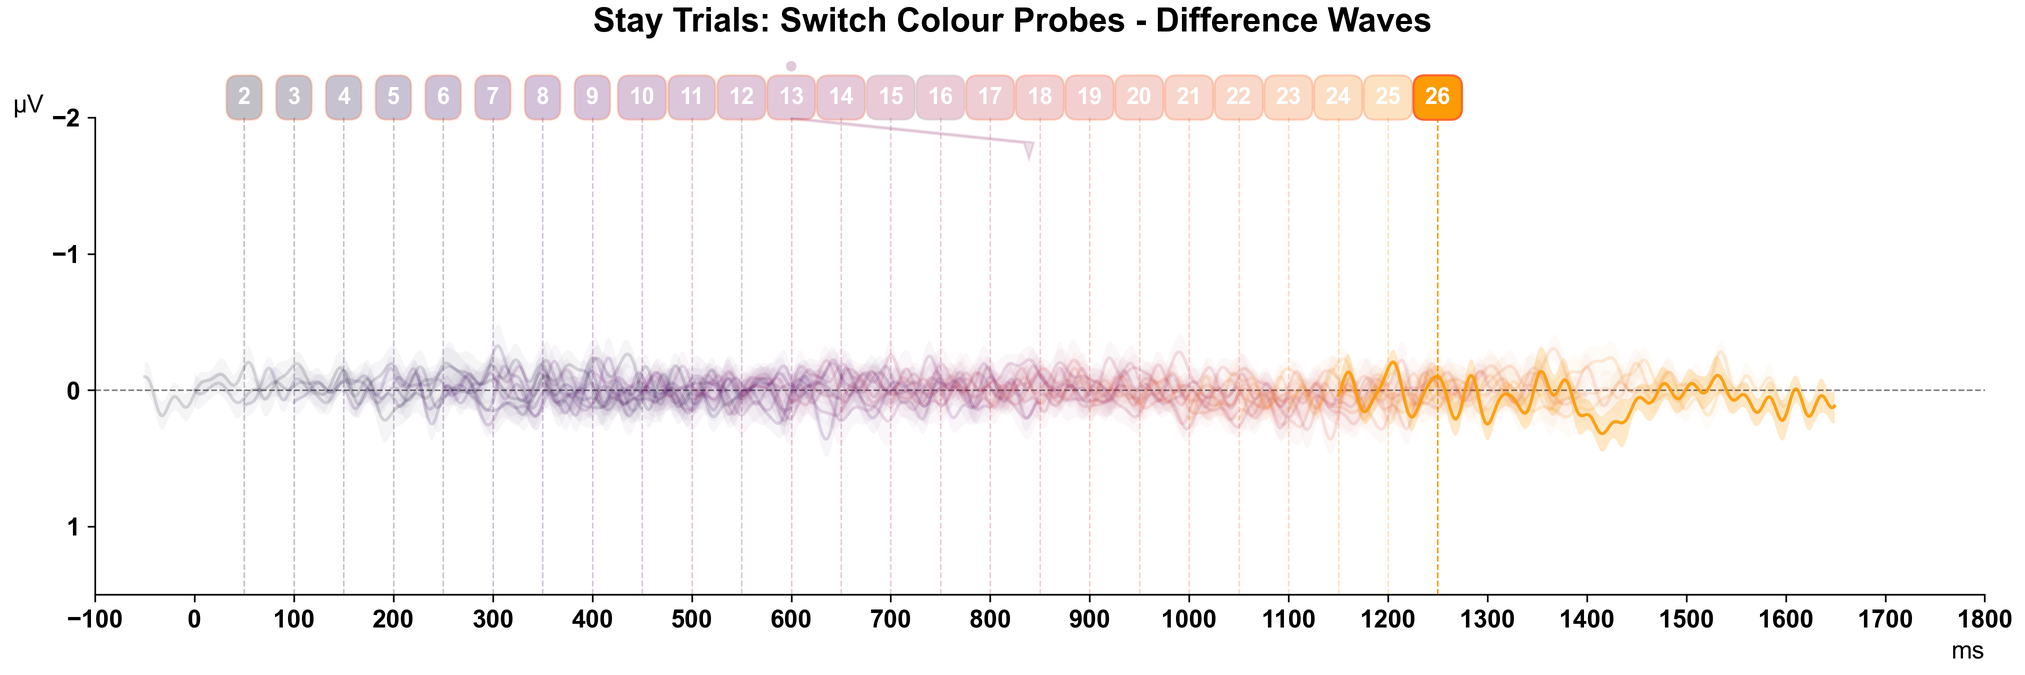 Stay Trials: Switch Colour Probes - Difference Waves
2 3 4 5 6 7 8 9 10 11 12 13 14 15 16 17 18 19 20 21 22 23 24 25 26
µV
−2
−1
0
1
−100 0 100 200 300 400 500 600 700 800 900 1000 1100 1200 1300 1400 1500 1600 1700 1800
ms